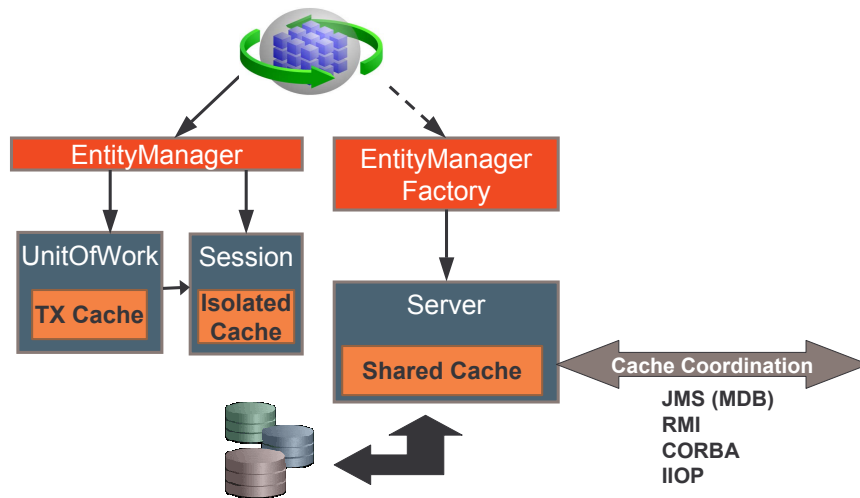 EntityManager
EntityManager
Factory
UnitOfWork
TX Cache
Session
Isolated
Cache
Server
Shared Cache
Cache Coordination
JMS (MDB)
RMI
CORBA
IIOP